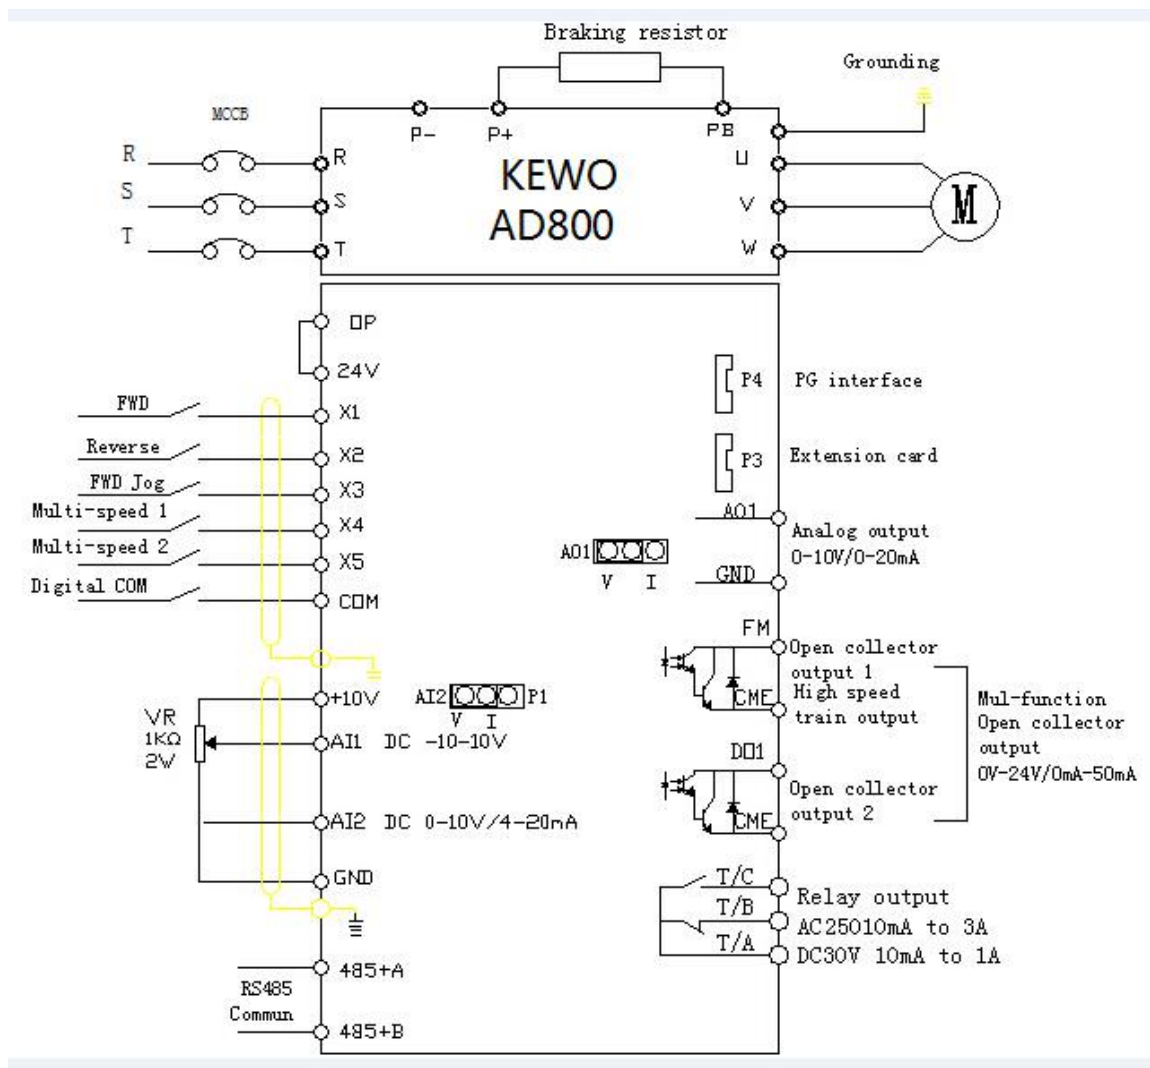 Braking resistor
Grounding
MCCB
P-
P+
PB
R
R
U
KEWO
S
S
V
AD800
M
T
T
W
OP
24V
P4
PG interface
FWD
X1
Reverse
X2
P3
Extension card
FWD Jog
X3
Multi-speed 1
X4
AO1
Analog output
0-10V/0-20mA
Multi-speed 2
X5
AO1
V
I
GND
Digital COM
COM
FM
Open collector
output 1
High speed
train output
CME
+10V
AI2
P1
V
I
VR
1KΩ
2W
AI1 DC -10-10V
Mul-function
Open collector
output
0V-24V/0mA-50mA
DO1
Open collector
output 2
CME
AI2 DC 0-10V/4-20mA
GND
T/C
T/B
T/A
Relay output
AC25010mA to 3A
DC30V 10mA to 1A
485+A
RS485
Commun
485+B